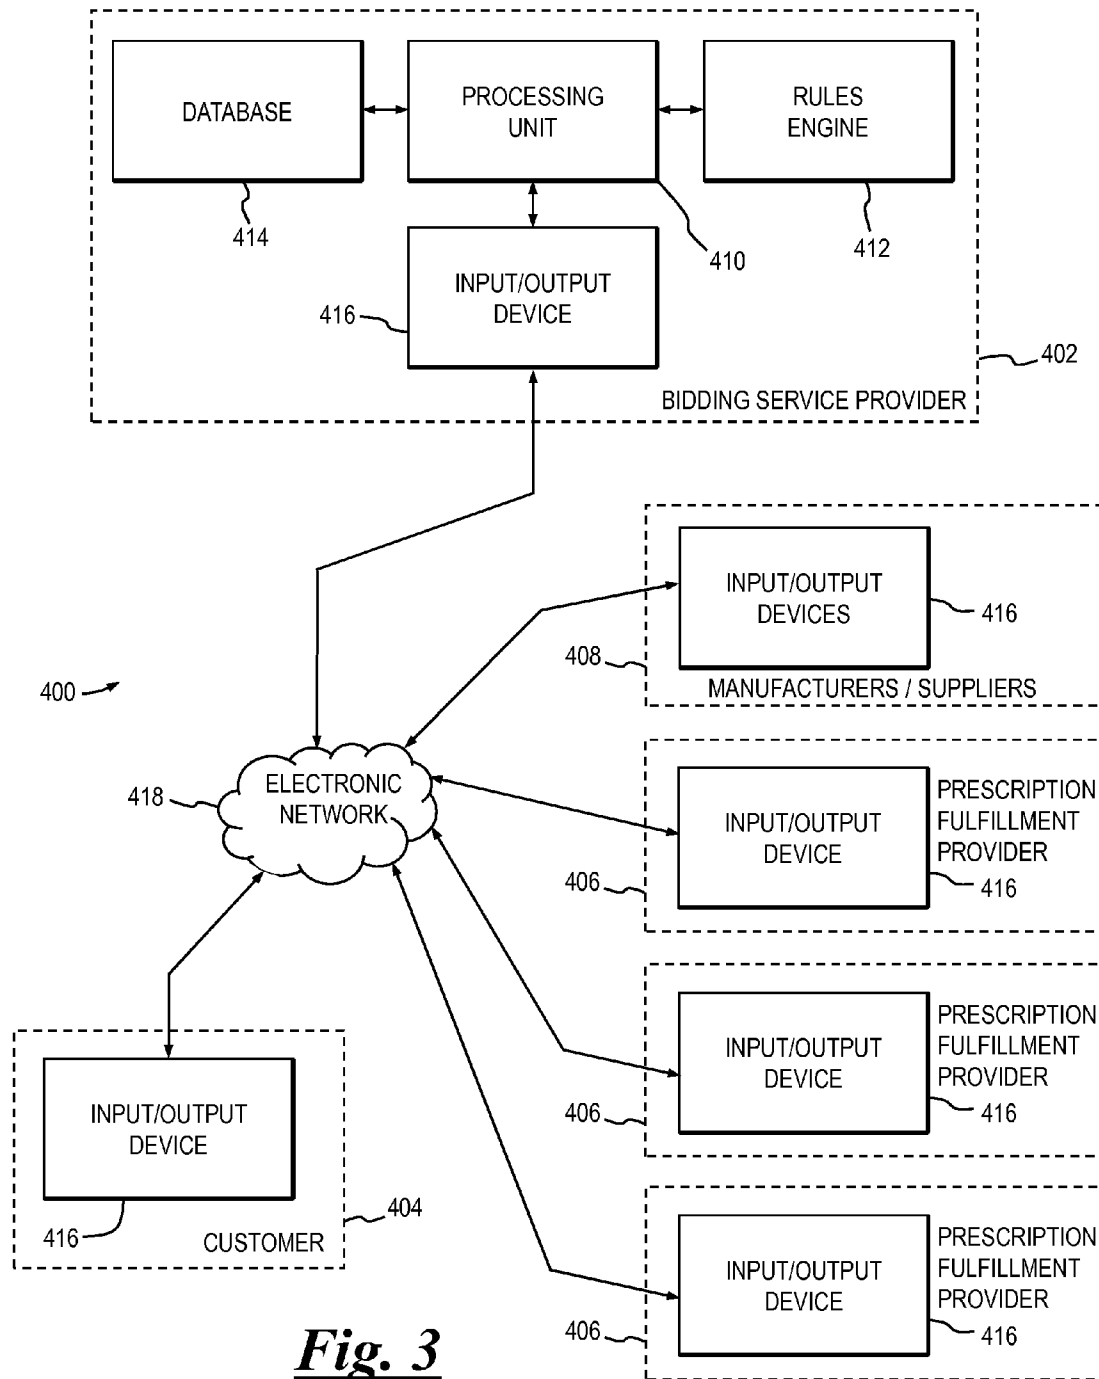 DATABASE
PROCESSING
UNIT
RULES
ENGINE
414
410
412
INPUT/OUTPUT
DEVICE
416
402
BIDDING SERVICE PROVIDER
INPUT/OUTPUT
DEVICES
416
408
MANUFACTURERS / SUPPLIERS
400
ELECTRONIC
NETWORK
418
INPUT/OUTPUT
DEVICE
PRESCRIPTION
FULFILLMENT
PROVIDER
406
416
INPUT/OUTPUT
DEVICE
PRESCRIPTION
FULFILLMENT
PROVIDER
406
416
INPUT/OUTPUT
DEVICE
416
404
CUSTOMER
INPUT/OUTPUT
DEVICE
PRESCRIPTION
FULFILLMENT
PROVIDER
406
416
Fig. 3